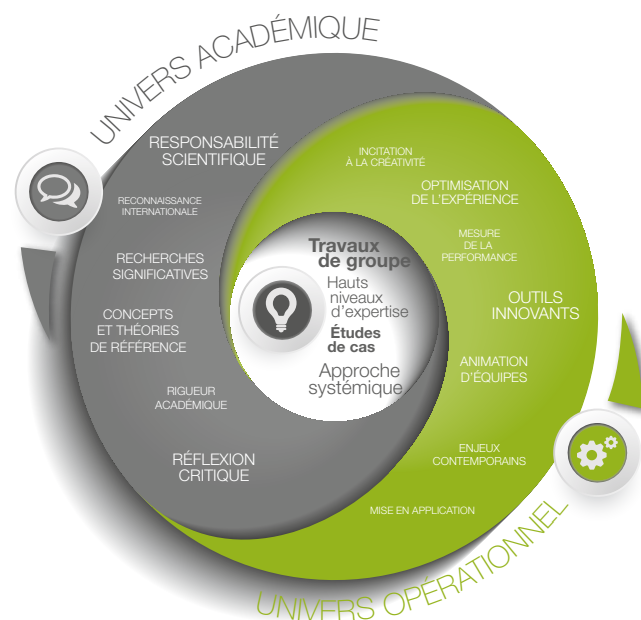 UNIVERS ACADÉMIQUE
RESPONSABILITÉ
SCIENTIFIQUE
RECONNAISSANCE
INTERNATIONALE
RECHERCHES
SIGNIFICATIVES
CONCEPTS
ET THÉORIES
DE RÉFÉRENCE
RIGUEUR
ACADÉMIQUE
RÉFLEXION
CRITIQUE
Travaux
de groupe
Hauts
niveaux
d'expertise
Études
de cas
Approche
systémique
INCITATION
À LA CRÉATIVITÉ
OPTIMISATION
DE L'EXPÉRIENCE
MESURE
DE LA
PERFORMANCE
OUTILS
INNOVANTS
ANIMATION
D'ÉQUIPES
ENJEUX
CONTEMPORAINS
MISE EN APPLICATION
UNIVERS OPÉRATIONNEL